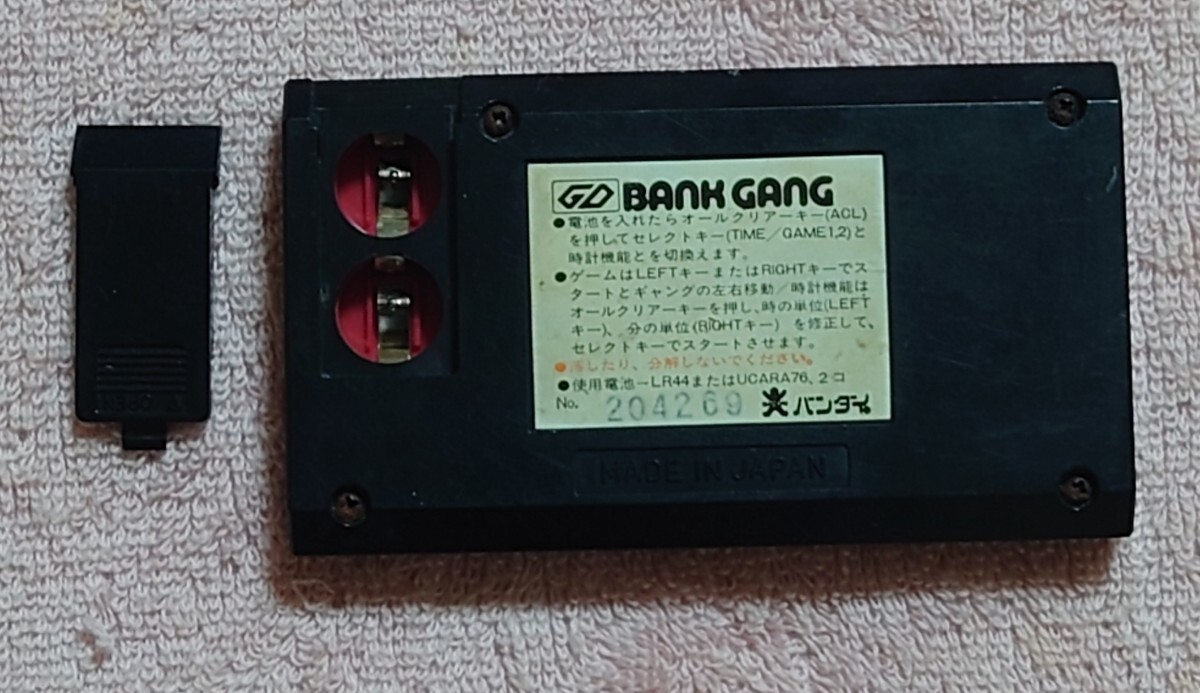 GD BANK GANG
●電池を入れたらオールクリアーキー(ACL)
を押してセレクトキー(TIME／GAME1,2)と
時計機能とを切換えます。
●ゲームはLEFTキーまたはRIGHTキーでス
タートとギャングの左右移動／時計機能は
オールクリアーキーを押し、時の単位(LEFT
キー)、分の単位(RIGHTキー) を修正して、
セレクトキーでスタートさせます。
●落したり、分解しないでください。
●使用電池－LR44またはUCARA76、2コ
No. 204269 バンダイ
MADE IN JAPAN
OPEN